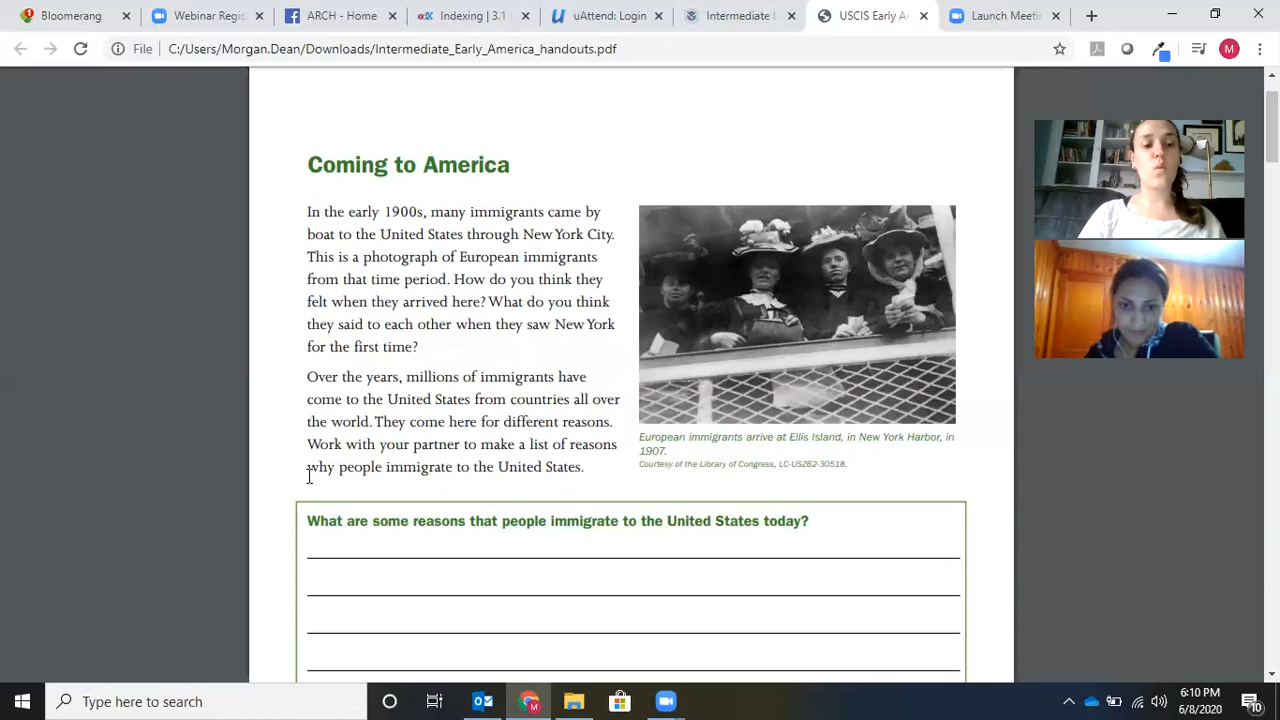 Bloomerang
Webinar Regis
ARCH - Home
Indexing | 3.1
uAttend: Login
Intermediate L
USCIS Early Am
Launch Meetin
File
C:/Users/Morgan.Dean/Downloads/Intermediate_Early_America_handouts.pdf
M
Coming to America
In the early 1900s, many immigrants came by
boat to the United States through New York City.
This is a photograph of European immigrants
from that time period. How do you think they
felt when they arrived here? What do you think
they said to each other when they saw New York
for the first time?
Over the years, millions of immigrants have
come to the United States from countries all over
the world. They come here for different reasons.
Work with your partner to make a list of reasons
why people immigrate to the United States.
European immigrants arrive at Ellis Island, in New York Harbor, in
1907.
Courtesy of the Library of Congress, LC-USZ62-30518.
What are some reasons that people immigrate to the United States today?
Type here to search
6:10 PM
6/8/2020
10